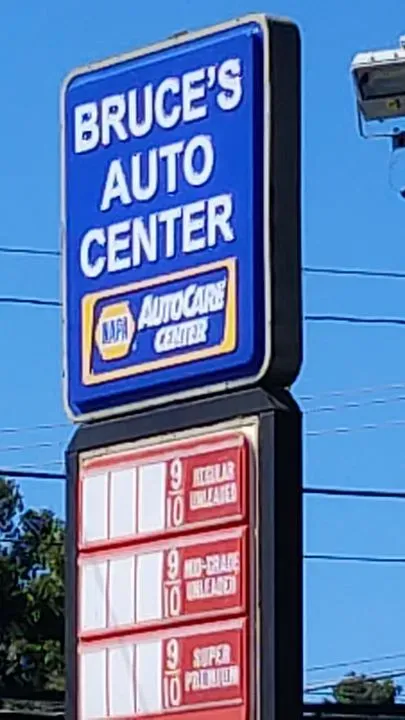 BRUCE'S
AUTO
CENTER
NAPA
AUTOCARE
CENTER
9
10
REGULAR
UNLEADED
9
10
MID-GRADE
UNLEADED
9
10
SUPER
PREMIUM